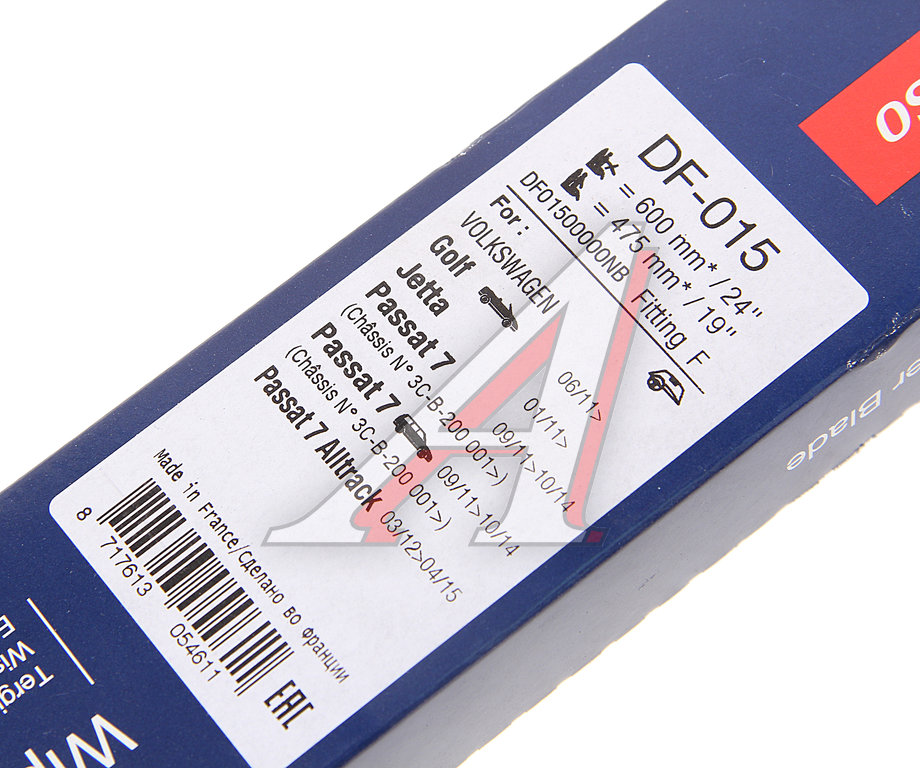 DF-015
= 600 mm* / 24"
= 475 mm* / 19"
DF01500000NB Fitting F
For :
VOLKSWAGEN
Golf 06/11>
Jetta 01/11>
Passat 7 09/11>10/14
(Châssis N° 3C-B-200 001>)
Passat 7 09/11>10/14
(Châssis N° 3C-B-200 001>)
Passat 7 Alltrack 03/12>04/15
Made in France/Сделано во франции
8 717613 054611
EAC
Blade